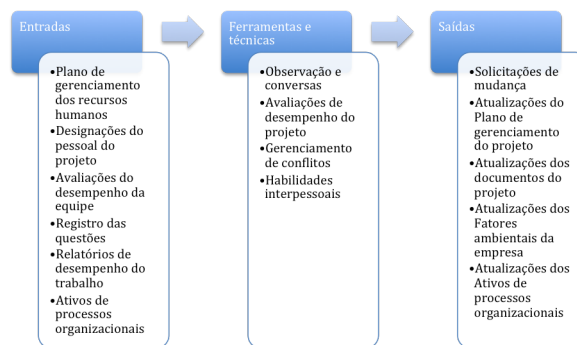 Entradas
•Plano de
gerenciamento
dos recursos
humanos
•Designações do
pessoal do
projeto
•Avaliações do
desempenho da
equipe
•Registro das
questões
•Relatórios de
desempenho do
trabalho
•Ativos de
processos
organizacionais
Ferramentas e
técnicas
•Observação e
conversas
•Avaliações de
desempenho do
projeto
•Gerenciamento
de conflitos
•Habilidades
interpessoais
Saídas
•Solicitações de
mudança
•Atualizações do
Plano de
gerenciamento
do projeto
•Atualizações dos
documentos do
projeto
•Atualizações dos
Fatores
ambientais da
empresa
•Atualizações dos
Ativos de
processos
organizacionais